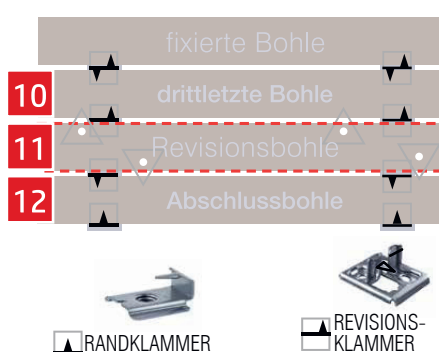 fixierte Bohle
10 drittletzte Bohle
11 Revisionsbohle
12 Abschlussbohle
RANDKLAMMER
REVISIONS-
KLAMMER